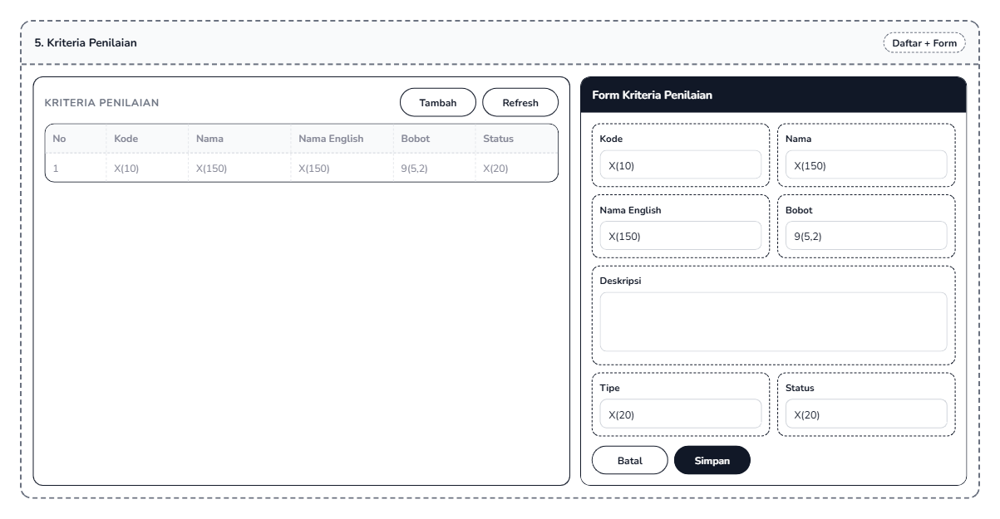 5. Kriteria Penilaian
Daftar + Form
KRITERIA PENILAIAN
Tambah
Refresh
No Kode Nama Nama English Bobot Status
1 X(10) X(150) X(150) 9(5,2) X(20)
Form Kriteria Penilaian
Kode
X(10)
Nama
X(150)
Nama English
X(150)
Bobot
9(5,2)
Deskripsi
Tipe
X(20)
Status
X(20)
Batal
Simpan